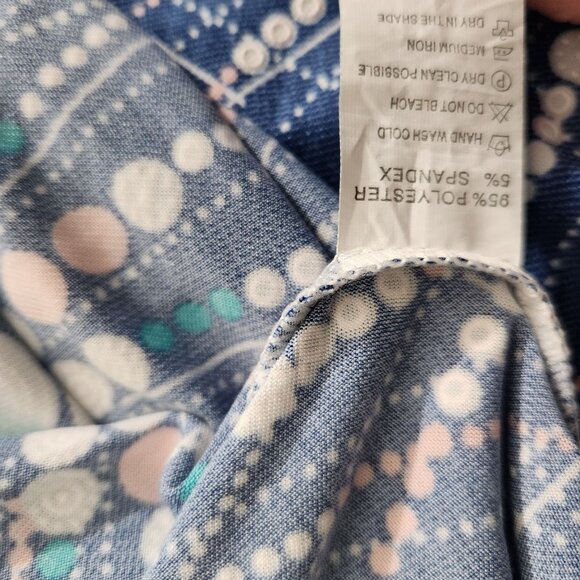 95% POLYESTER
5% SPANDEX
HAND WASH COLD
DO NOT BLEACH
DRY CLEAN POSSIBLE
MEDIUM IRON
DRY IN THE SHADE